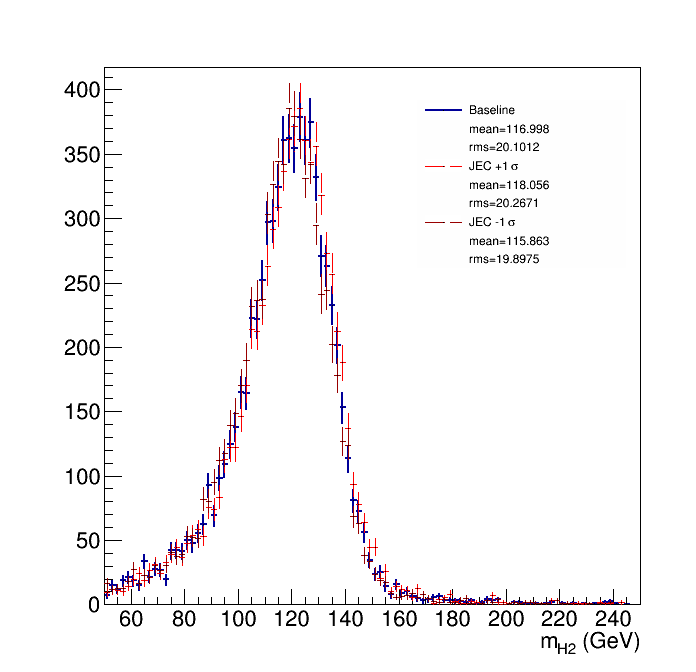 400
350
300
250
200
150
100
50
0
60 80 100 120 140 160 180 200 220 240
m_H2 (GeV)
Baseline
mean=116.998
rms=20.1012
JEC +1 σ
mean=118.056
rms=20.2671
JEC -1 σ
mean=115.863
rms=19.8975